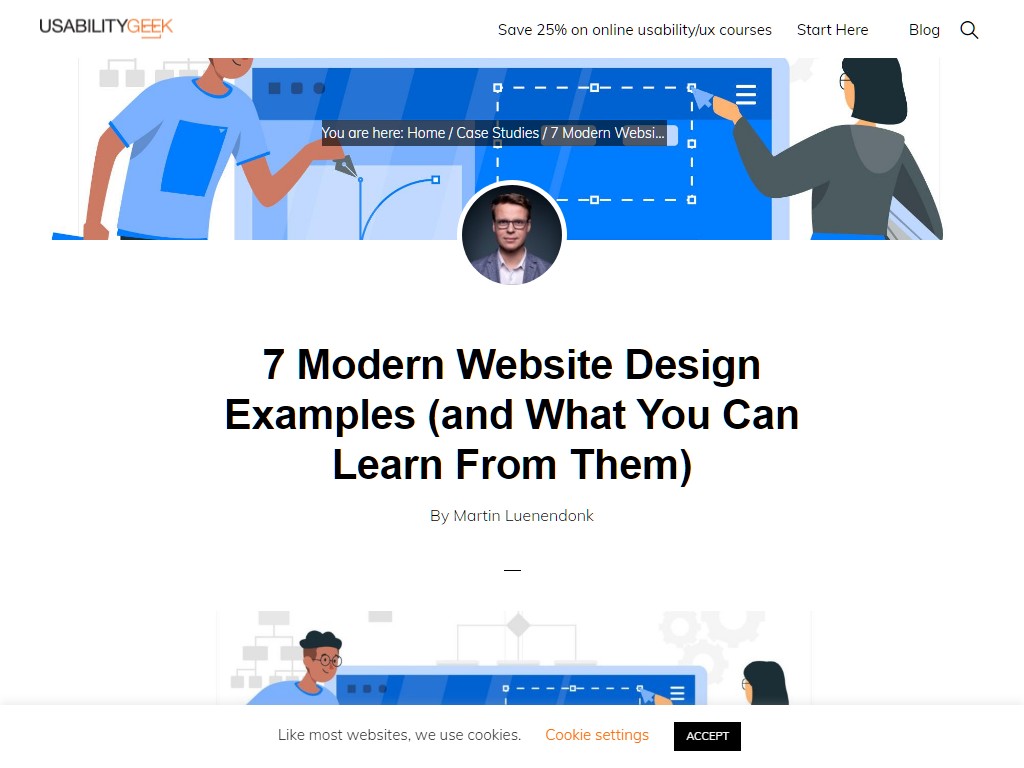 USABILITYGEEK
Save 25% on online usability/ux courses
Start Here
Blog
You are here: Home / Case Studies / 7 Modern Websi...
7 Modern Website Design
Examples (and What You Can
Learn From Them)
By Martin Luenendonk
Like most websites, we use cookies.
Cookie settings
ACCEPT